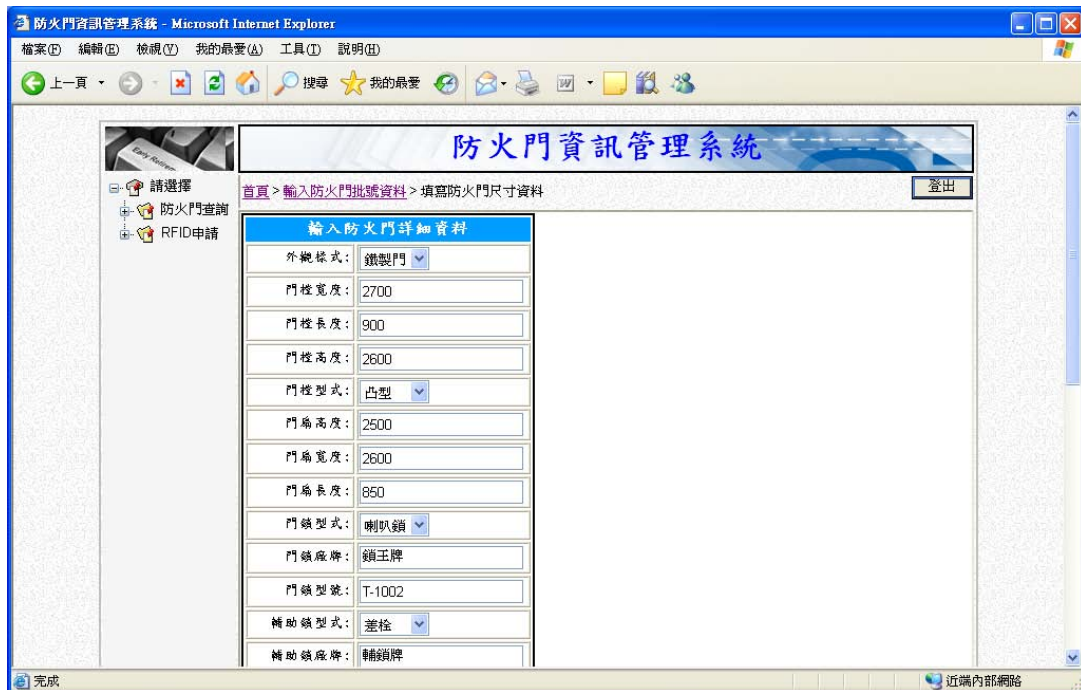 防火門資訊管理系統 - Microsoft Internet Explorer
檔案(F) 編輯(E) 檢視(V) 我的最愛(A) 工具(T) 說明(H)
上一頁 搜尋 我的最愛
Early Retirem
防火門資訊管理系統
請選擇
防火門查詢
RFID申請
首頁 > 輸入防火門批號資料 > 填寫防火門尺寸資料
登出
輸入防火門詳細資料
外觀樣式: 鐵製門
門樘寬度: 2700
門樘長度: 900
門樘高度: 2600
門樘型式: 凸型
門扇高度: 2500
門扇寬度: 2600
門扇長度: 850
門鎖型式: 喇叭鎖
門鎖廠牌: 鎖王牌
門鎖型號: T-1002
輔助鎖型式: 差栓
輔助鎖廠牌: 輔鎖牌
完成
近端內部網路